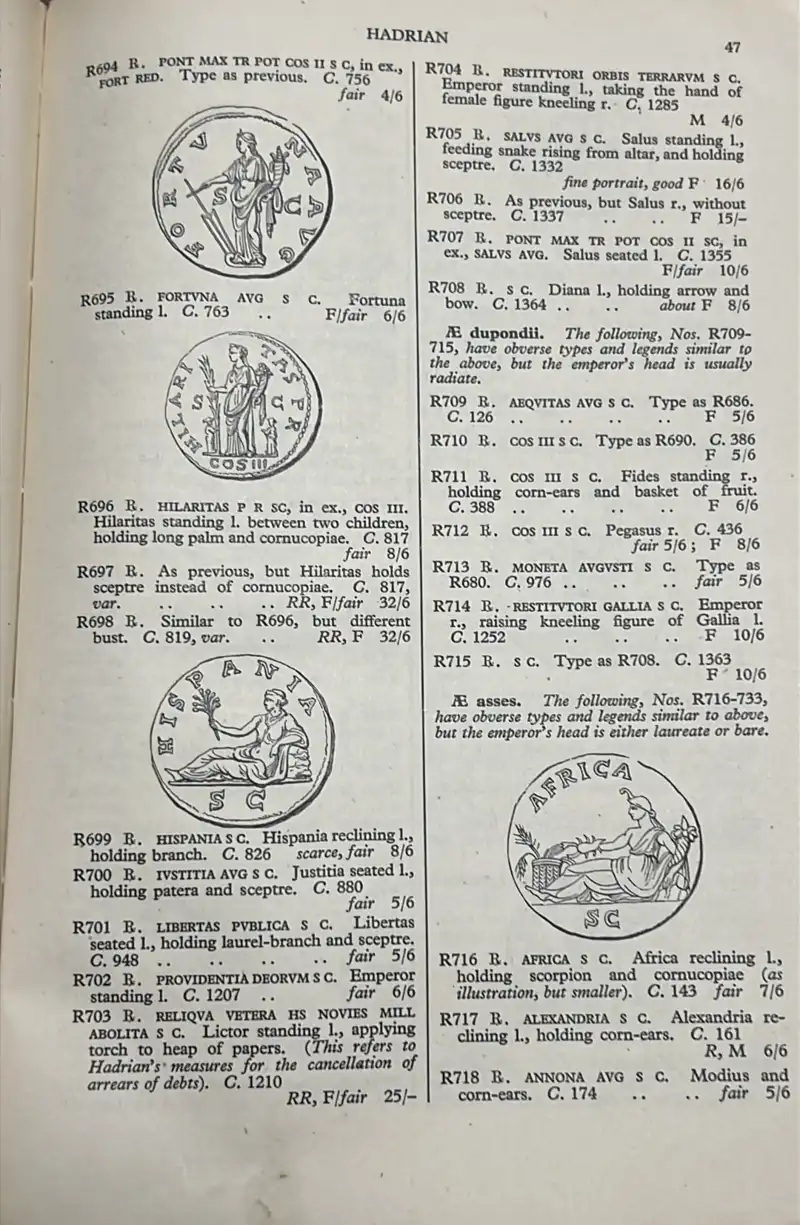 HADRIAN
47
R694 ℞. PONT MAX TR POT COS II S C, in ex.,
FORT RED. Type as previous. C. 756
fair 4/6
FORTVNA AVG
S C
R695 ℞. FORTVNA AVG S C. Fortuna
standing l. C. 763 .. F/fair 6/6
HILARITAS P R
S C
COS III
R696 ℞. HILARITAS P R SC, in ex., COS III.
Hilaritas standing l. between two children,
holding long palm and cornucopiae. C. 817
fair 8/6
R697 ℞. As previous, but Hilaritas holds
sceptre instead of cornucopiae. C. 817,
var. .. .. .. RR, F/fair 32/6
R698 ℞. Similar to R696, but different
bust. C. 819, var. .. RR, F 32/6
HISPANIA
S C
R699 ℞. HISPANIA S C. Hispania reclining l.,
holding branch. C. 826 scarce, fair 8/6
R700 ℞. IVSTITIA AVG S C. Justitia seated l.,
holding patera and sceptre. C. 880
fair 5/6
R701 ℞. LIBERTAS PVBLICA S C. Libertas
seated l., holding laurel-branch and sceptre.
C. 948 .. .. .. .. fair 5/6
R702 ℞. PROVIDENTIA DEORVM S C. Emperor
standing l. C. 1207 .. fair 6/6
R703 ℞. RELIQVA VETERA HS NOVIES MILL
ABOLITA S C. Lictor standing l., applying
torch to heap of papers. (This refers to
Hadrian's measures for the cancellation of
arrears of debts). C. 1210
RR, F/fair 25/–
R704 ℞. RESTITVTORI ORBIS TERRARVM S C.
Emperor standing l., taking the hand of
female figure kneeling r. C. 1285
M 4/6
R705 ℞. SALVS AVG S C. Salus standing l.,
feeding snake rising from altar, and holding
sceptre. C. 1332
fine portrait, good F 16/6
R706 ℞. As previous, but Salus r., without
sceptre. C. 1337 .. .. F 15/–
R707 ℞. PONT MAX TR POT COS II SC, in
ex., SALVS AVG. Salus seated l. C. 1355
F/fair 10/6
R708 ℞. S C. Diana l., holding arrow and
bow. C. 1364 .. .. about F 8/6
Æ dupondii. The following, Nos. R709-
715, have obverse types and legends similar to
the above, but the emperor's head is usually
radiate.
R709 ℞. AEQVITAS AVG S C. Type as R686.
C. 126 .. .. .. .. F 5/6
R710 ℞. COS III S C. Type as R690. C. 386
F 5/6
R711 ℞. COS III S C. Fides standing r.,
holding corn-ears and basket of fruit.
C. 388 .. .. .. .. F 6/6
R712 ℞. COS III S C. Pegasus r. C. 436
fair 5/6 ; F 8/6
R713 ℞. MONETA AVGVSTI S C. Type as
R680. C. 976 .. .. .. fair 5/6
R714 ℞. RESTITVTORI GALLIA S C. Emperor
r., raising kneeling figure of Gallia l.
C. 1252 .. .. .. F 10/6
R715 ℞. S C. Type as R708. C. 1363
F 10/6
Æ asses. The following, Nos. R716-733,
have obverse types and legends similar to above,
but the emperor's head is either laureate or bare.
AFRICA
SC
R716 ℞. AFRICA S C. Africa reclining l.,
holding scorpion and cornucopiae (as
illustration, but smaller). C. 143 fair 7/6
R717 ℞. ALEXANDRIA S C. Alexandria re-
clining l., holding corn-ears. C. 161
R, M 6/6
R718 ℞. ANNONA AVG S C. Modius and
corn-ears. C. 174 .. .. fair 5/6